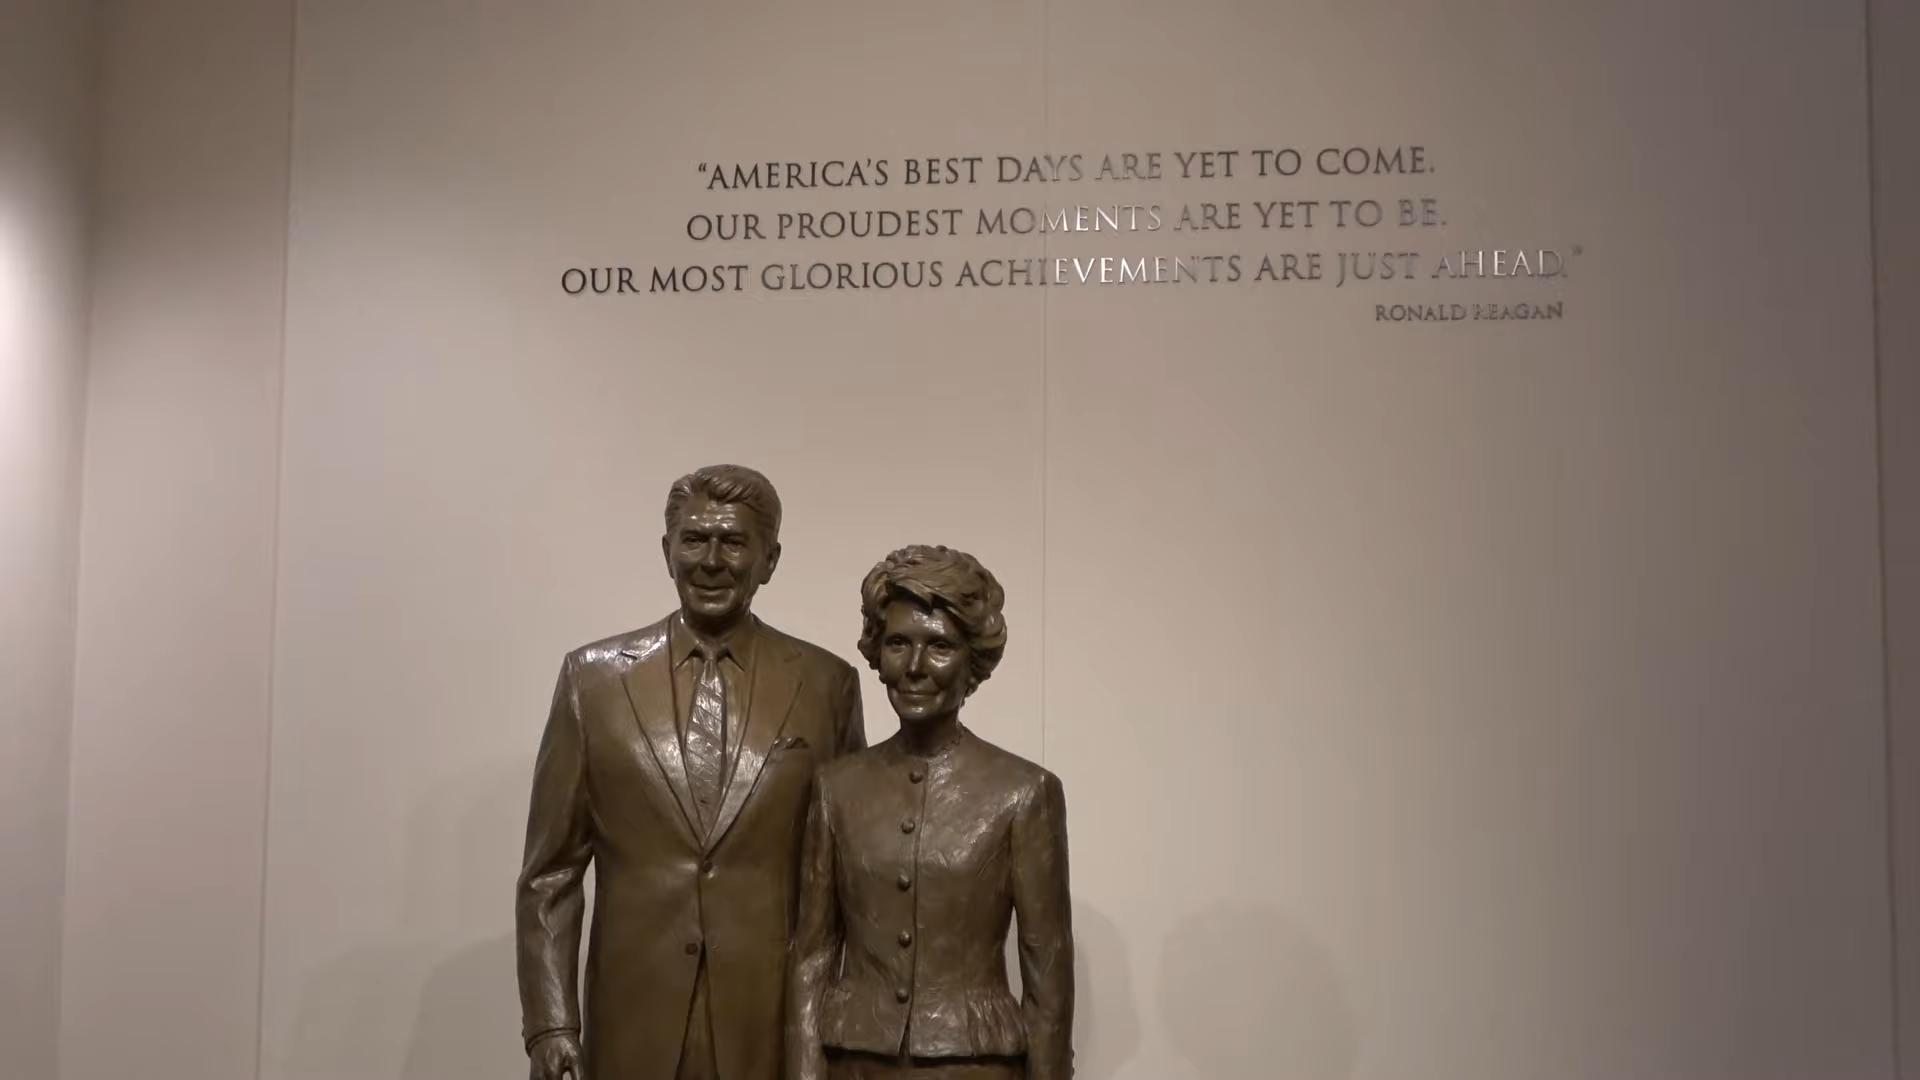 “AMERICA’S BEST DAYS ARE YET TO COME.
OUR PROUDEST MOMENTS ARE YET TO BE.
OUR MOST GLORIOUS ACHIEVEMENTS ARE JUST AHEAD.”
RONALD REAGAN